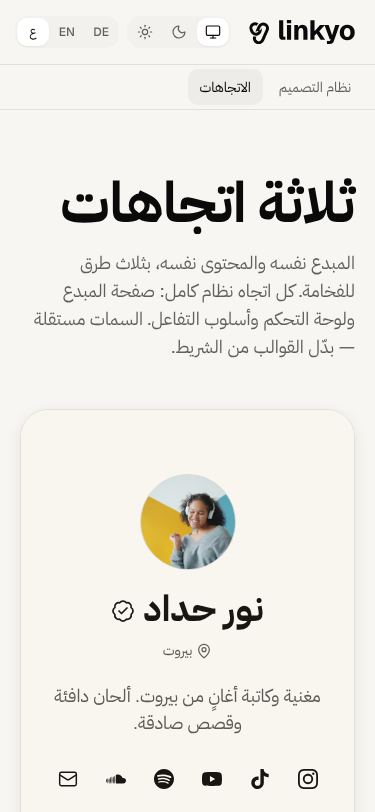 linkyo
DE EN ع
نظام التصميم الاتجاهات
ثلاثة اتجاهات
المبدع نفسه والمحتوى نفسه، بثلاث طرق
للفخامة. كل اتجاه نظام كامل: صفحة المبدع
ولوحة التحكم وأسلوب التفاعل. السمات مستقلة
— بدّل القوالب من الشريط.
نور حداد
بيروت
مغنية وكاتبة أغانٍ من بيروت. ألحان دافئة
وقصص صادقة.